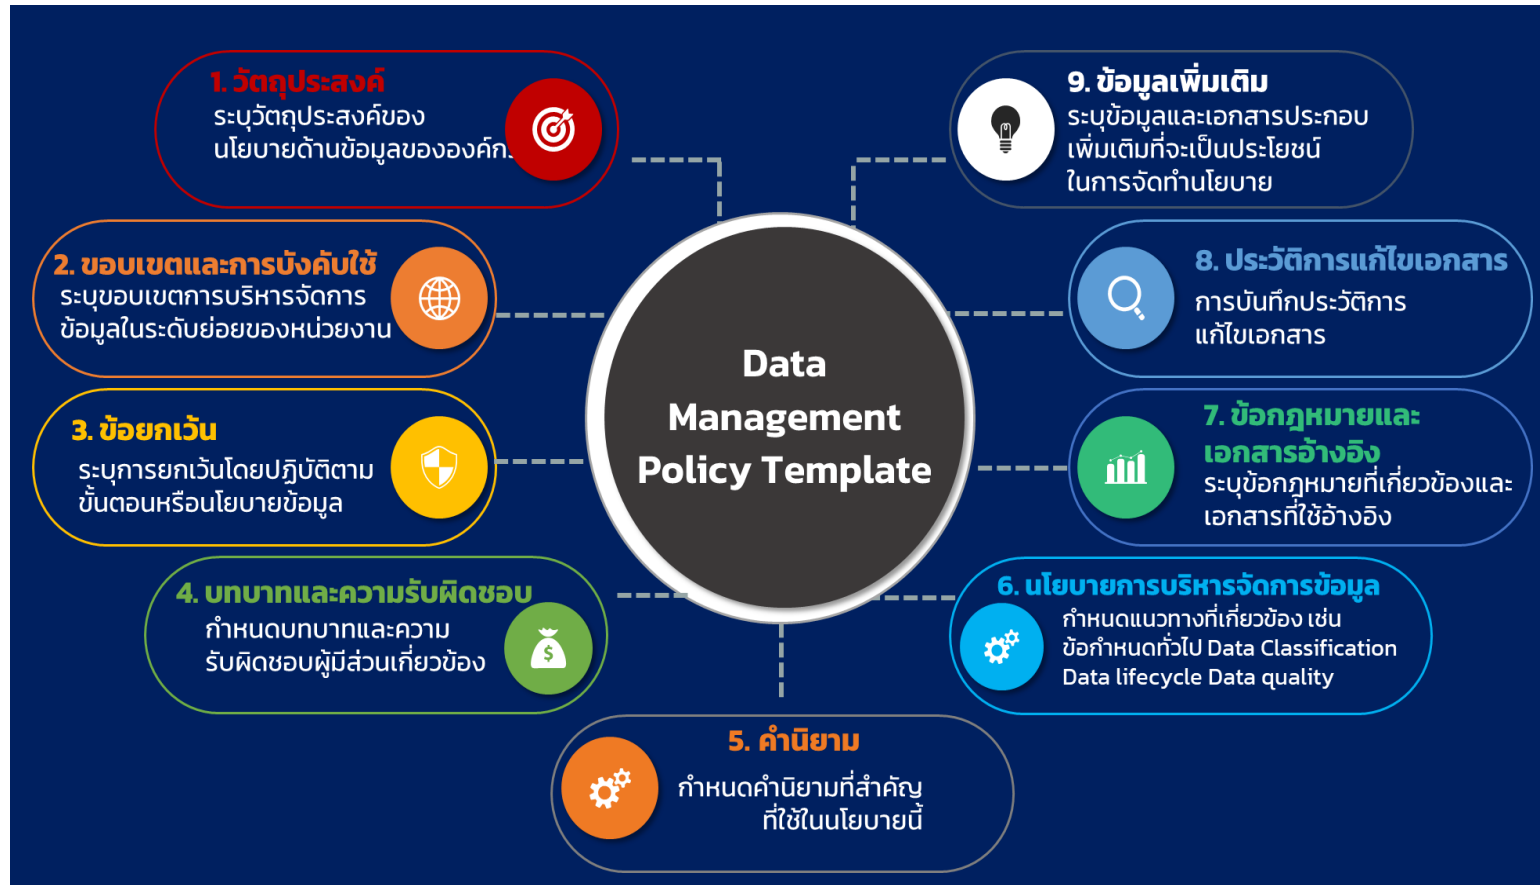 1. วัตถุประสงค์
ระบุวัตถุประสงค์ของ
นโยบายด้านข้อมูลขององค์กร
2. ขอบเขตและการบังคับใช้
ระบุขอบเขตการบริหารจัดการ
ข้อมูลในระดับย่อยของหน่วยงาน
3. ข้อยกเว้น
ระบุการยกเว้นโดยปฏิบัติตาม
ขั้นตอนหรือนโยบายข้อมูล
4. บทบาทและความรับผิดชอบ
กำหนดบทบาทและความ
รับผิดชอบผู้มีส่วนเกี่ยวข้อง
$
5. คำนิยาม
กำหนดคำนิยามที่สำคัญ
ที่ใช้ในนโยบายนี้
6. นโยบายการบริหารจัดการข้อมูล
กำหนดแนวทางที่เกี่ยวข้อง เช่น
ข้อกำหนดทั่วไป Data Classification
Data lifecycle Data quality
7. ข้อกฎหมายและ
เอกสารอ้างอิง
ระบุข้อกฎหมายที่เกี่ยวข้องและ
เอกสารที่ใช้อ้างอิง
8. ประวัติการแก้ไขเอกสาร
การบันทึกประวัติการ
แก้ไขเอกสาร
9. ข้อมูลเพิ่มเติม
ระบุข้อมูลและเอกสารประกอบ
เพิ่มเติมที่จะเป็นประโยชน์
ในการจัดทำนโยบาย
Data
Management
Policy Template